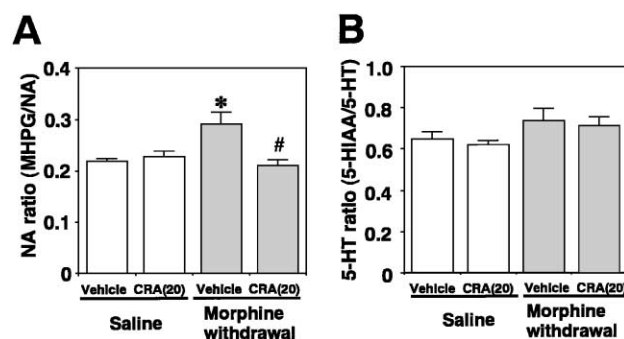 A
NA ratio (MHPG/NA)
0.4
0.3
0.2
0.1
0
*
#
Vehicle CRA(20) Vehicle CRA(20)
Saline
Morphine
withdrawal
B
5-HT ratio (5-HIAA/5-HT)
1.0
0.8
0.6
0.4
0.2
0
Vehicle CRA(20) Vehicle CRA(20)
Saline
Morphine
withdrawal